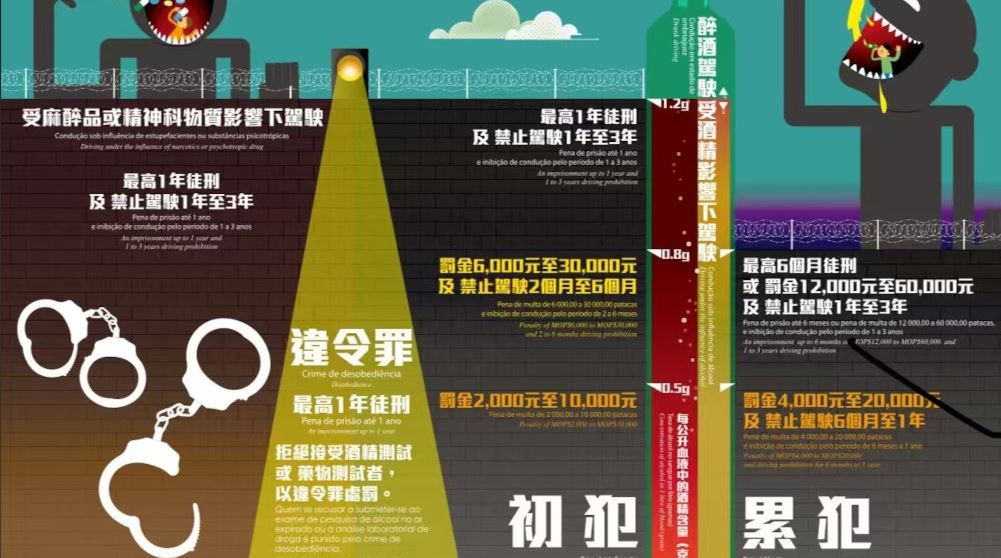 受麻醉品或精神科物質影響下駕駛
Condução sob influência de estupefacientes ou substâncias psicotrópicas
Driving under the influence of narcotics or psychotropic drug
最高1年徒刑
及 禁止駕駛1年至3年
Pena de prisão até 1 ano
e inibição de condução pelo período de 1 a 3 anos
An imprisonment up to 1 year and
1 to 3 years driving prohibition
違令罪
Crime de desobediência
Disobedience
最高1年徒刑
Pena de prisão até 1 ano
An imprisonment up to 1 year
拒絕接受酒精測試
或 藥物測試者，
以違令罪處罰。
Quem se recusar a submeter-se ao
exame de pesquisa de álcool no ar
expirado ou à análise laboratorial de
droga é punido pelo crime de
desobediência.
最高1年徒刑
及 禁止駕駛1年至3年
Pena de prisão até 1 ano
e inibição de condução pelo período de 1 a 3 anos
An imprisonment up to 1 year and
1 to 3 years driving prohibition
罰金6,000元至30,000元
及 禁止駕駛2個月至6個月
Pena de multa de 6 000,00 a 30 000,00 patacas
e inibição de condução pelo período de 2 a 6 meses
Penalty of MOP$6,000 to MOP$30,000
and 2 to 6 months driving prohibition
罰金2,000元至10,000元
Pena de multa de 2 000,00 a 10 000,00 patacas
Penalty of MOP$2,000 to MOP$10,000
初犯
醉酒駕駛
Condução em estado de
embriaguez
Drunk driving
1.2g
受酒精影響下駕駛
Condução sob influência de álcool
Driving under the influence of alcohol
0.8g
0.5g
每公升血液中的酒精含量（克
Taxa de álcool no sangue por litro (grama)
Concentration of alcohol in 1 litre of blood (gram)
最高6個月徒刑
或 罰金12,000元至60,000元
及 禁止駕駛1年至3年
Pena de prisão até 6 meses ou pena de multa de 12 000,00 a 60 000,00 patacas,
e inibição de condução pelo período de 1 a 3 anos
An imprisonment up to 6 months or MOP$12,000 to MOP$60,000 and
1 to 3 years driving prohibition
罰金4,000元至20,000元
及 禁止駕駛6個月至1年
Pena de multa de 4 000,00 a 20 000,00 patacas
e inibição de condução pelo período de 6 meses a 1 ano
Penalty of MOP$4,000 to MOP$20,000
and driving prohibition for 6 months to 1 year
累犯